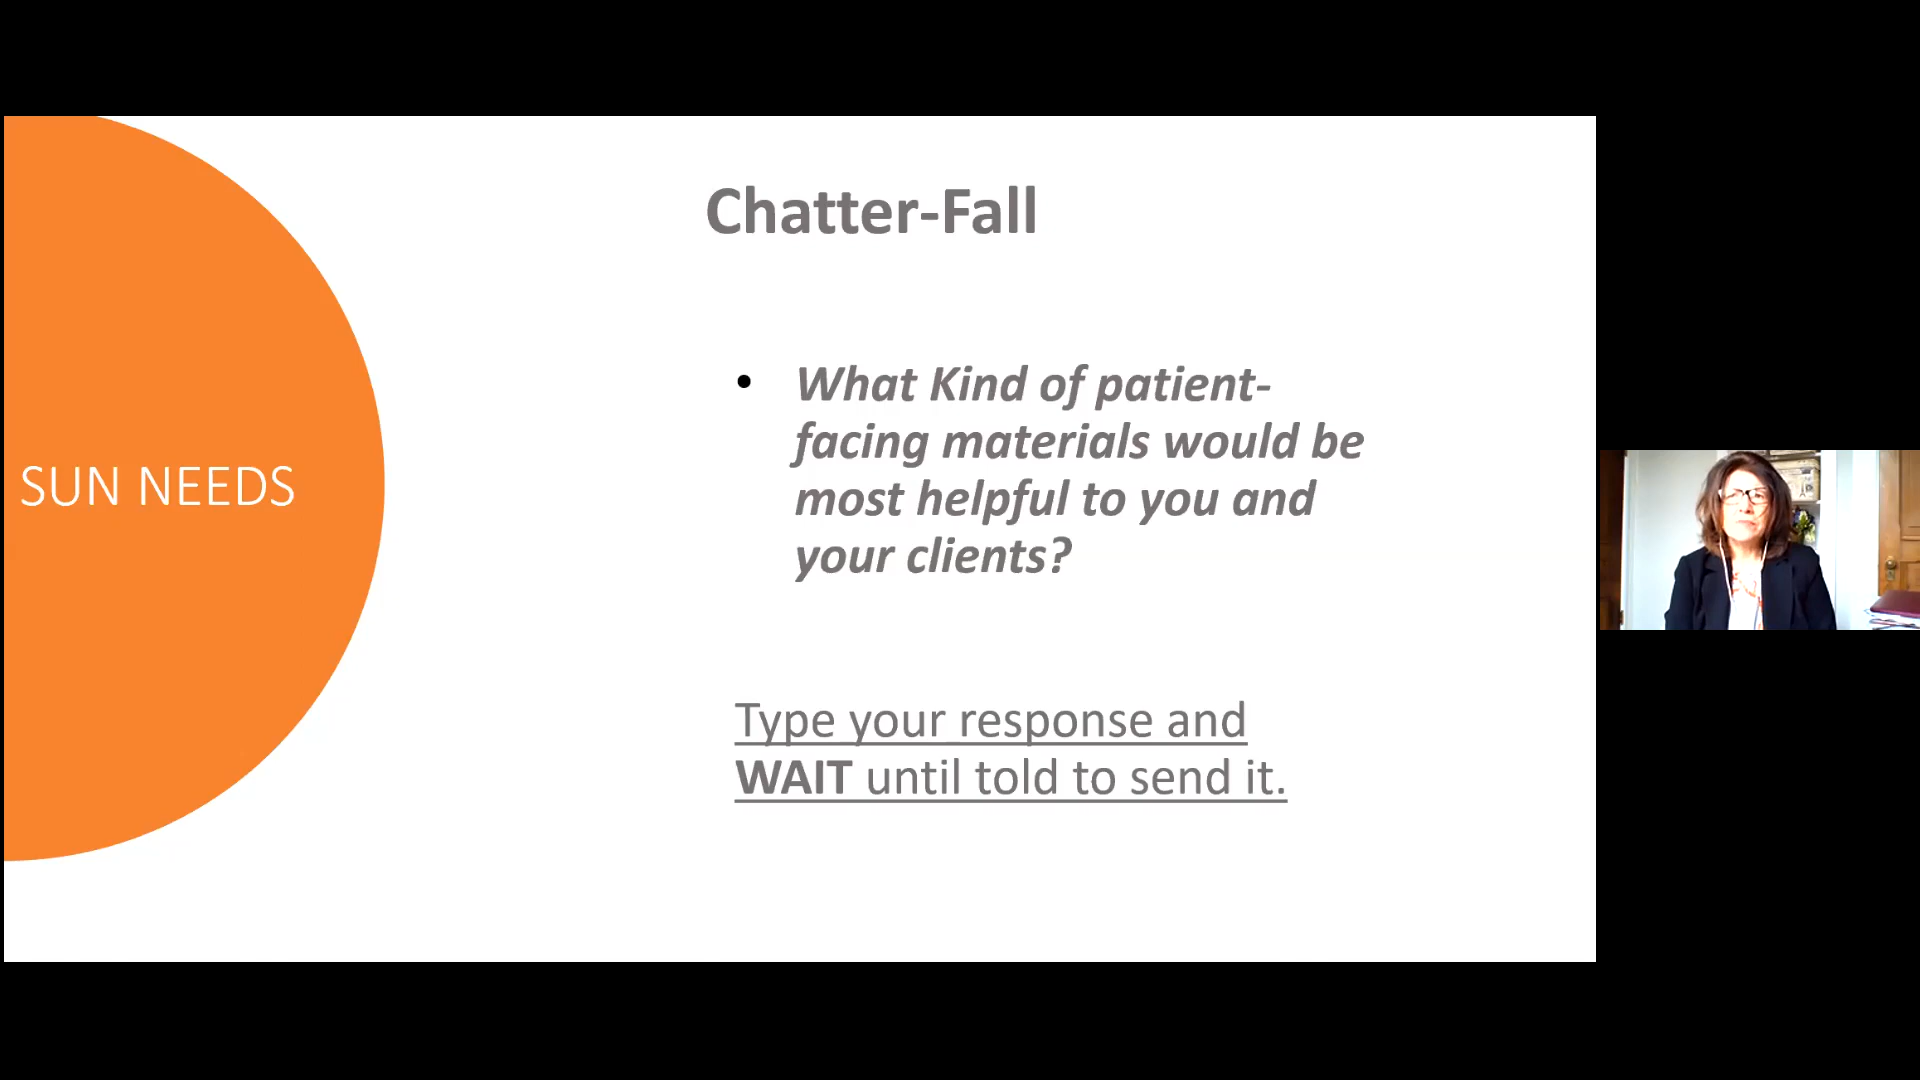 Chatter-Fall
SUN NEEDS
• What Kind of patient-
facing materials would be
most helpful to you and
your clients?
Type your response and
WAIT until told to send it.